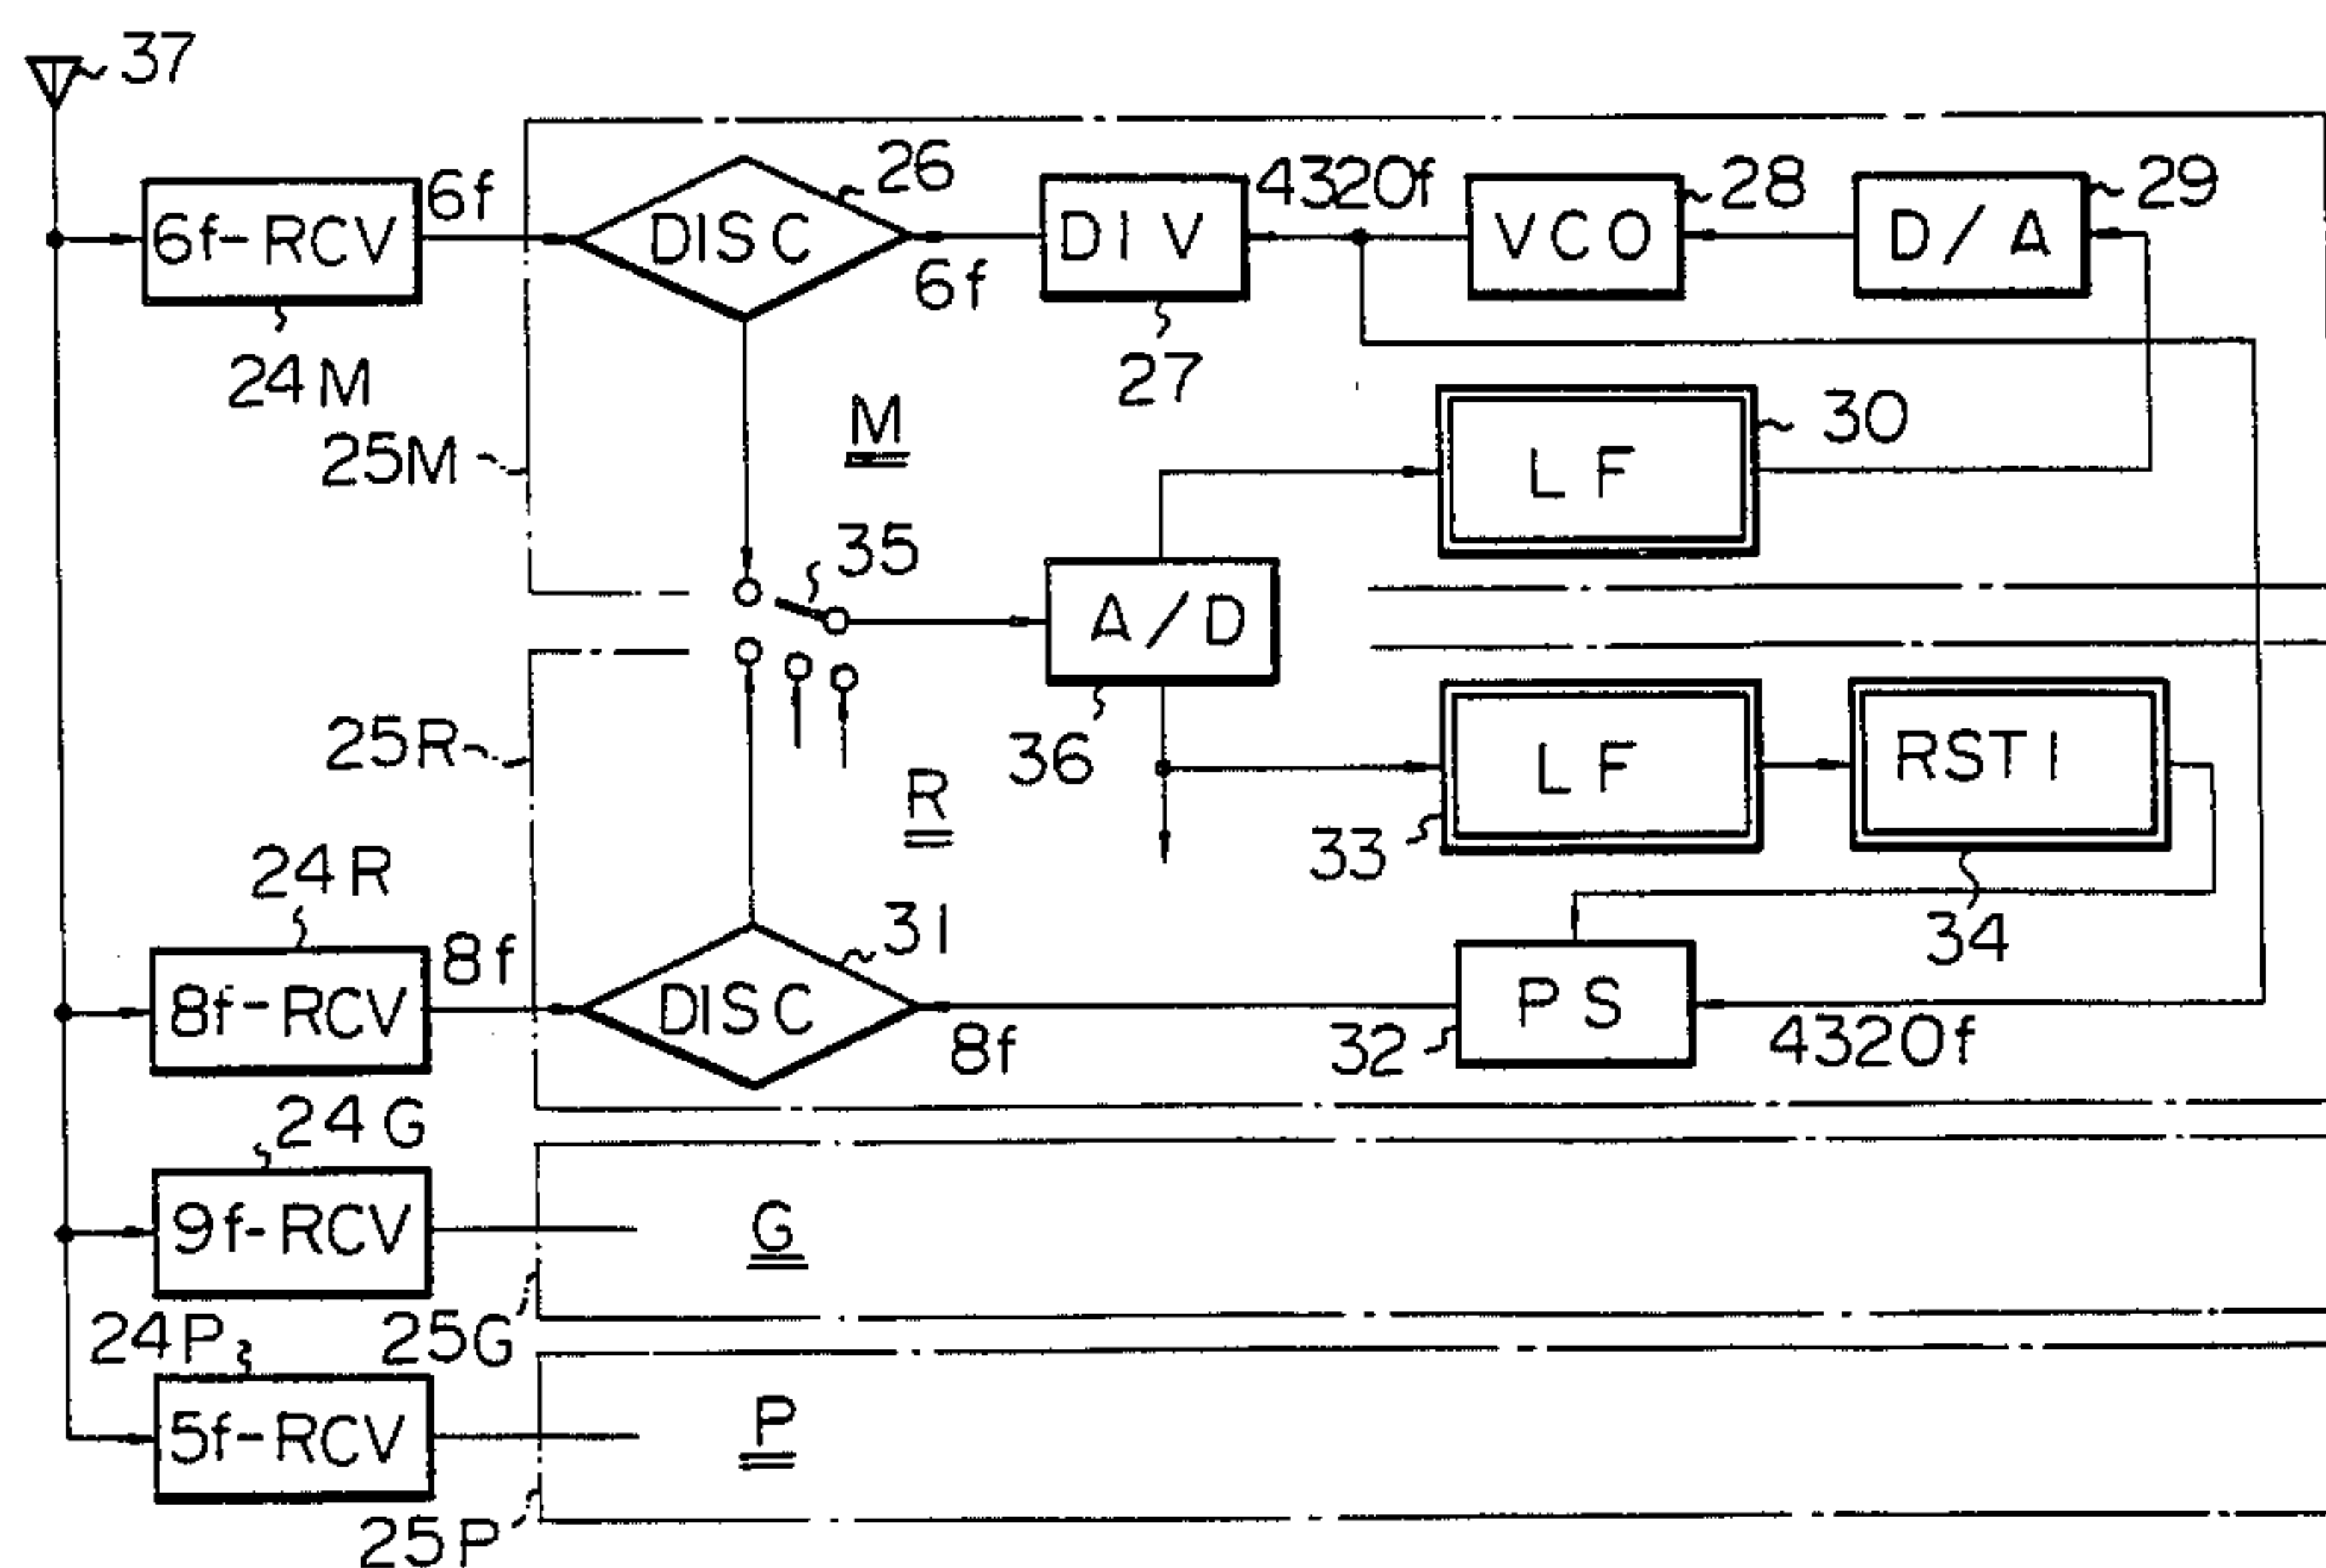 37
26
4320f
28
29
6f-RCV
6f
DISC
6f
DIV
VCO
D/A
24M
27
25M
M
30
LF
35
A/D
25R
36
R
33
LF
RST1
34
24R
8f-RCV
8f
31
DISC
8f
32
PS
4320f
24G
9f-RCV
G
25G
24P
5f-RCV
P
25P